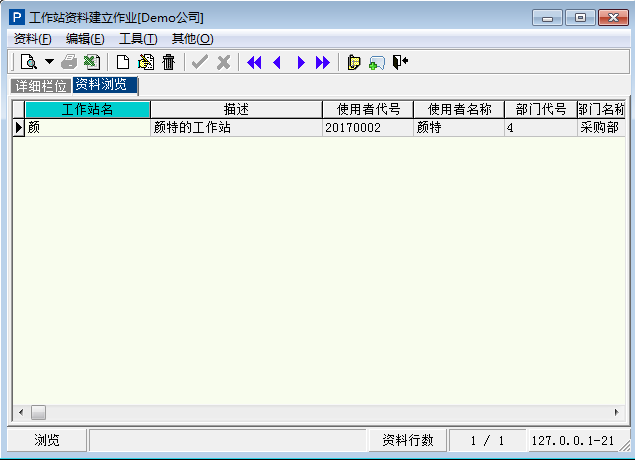 P 工作站资料建立作业[Demo公司]
资料(F) 编辑(E) 工具(T) 其他(O)
详细栏位 资料浏览
工作站名 描述 使用者代号 使用者名称 部门代号 部门名称
颜 颜特的工作站 20170002 颜特 4 采购部
浏览 资料行数 1 / 1 127.0.0.1-21